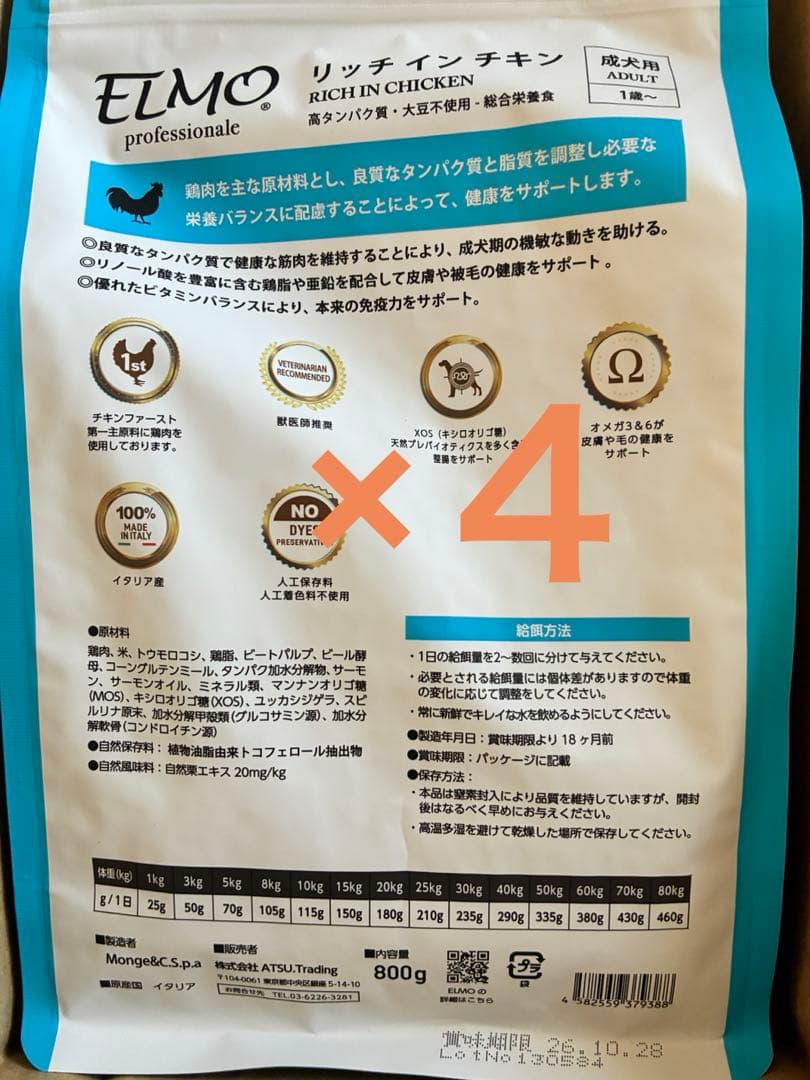 ELMO®
professionale
リッチ イン チキン
RICH IN CHICKEN
高タンパク質・大豆不使用 - 総合栄養食
成犬用
ADULT
1歳～
鶏肉を主な原材料とし、良質なタンパク質と脂質を調整し必要な
栄養バランスに配慮することによって、健康をサポートします。
◎良質なタンパク質で健康な筋肉を維持することにより、成犬期の機敏な動きを助ける。
◎リノール酸を豊富に含む鶏脂や亜鉛を配合して皮膚や被毛の健康をサポート。
◎優れたビタミンバランスにより、本来の免疫力をサポート。
1st
チキンファースト
第一主原料に鶏肉を
使用しております。
VETERINARIAN
RECOMMENDED
獣医師推奨
XOS（キシロオリゴ糖）
天然プレバイオティクスを多く
整腸をサポート
Ω
オメガ3＆6が
皮膚や毛の健康を
サポート
×4
100%
MADE
IN ITALY
イタリア産
NO
DYES
PRESERVATIV
人工保存料
人工着色料不使用
●原材料
鶏肉、米、トウモロコシ、鶏脂、ビートパルプ、ビール酵
母、コーングルテンミール、タンパク加水分解物、サーモ
ン、サーモンオイル、ミネラル類、マンナンオリゴ糖
(MOS)、キシロオリゴ糖(XOS)、ユッカシジゲラ、スピ
ルリナ原末、加水分解甲殻類(グルコサミン源)、加水分
解軟骨(コンドロイチン源)
●自然保存料： 植物油脂由来トコフェロール抽出物
●自然風味料：自然栗エキス 20mg/kg
給餌方法
・1日の給餌量を2～数回に分けて与えてください。
・必要とされる給餌量には個体差がありますので体重
の変化に応じて調整をしてください。
・常に新鮮でキレイな水を飲めるようにしてください。
●製造年月日：賞味期限より 18 ヶ月前
●賞味期限：パッケージに記載
●保存方法：
・本品は窒素封入により品質を維持していますが、開封
後はなるべく早めにお与えください。
・高温多湿を避けて乾燥した場所で保存してください。
体重(kg) 1kg 3kg 5kg 8kg 10kg 15kg 20kg 25kg 30kg 40kg 50kg 60kg 70kg 80kg
g/1日 25g 50g 70g 105g 115g 150g 180g 210g 235g 290g 335g 380g 430g 460g
■製造者
Monge&C.S.p.a
■原産国 イタリア
■販売者
株式会社 ATSU.Trading
〒104-0061 東京都中央区銀座 5-14-10
お問合せ先 TEL.03-6226-3281
■内容量
800g
ELMO の
詳細はこちら
プラ
袋
4 582559 379388
賞味期限 26.10.28
LotNo130584